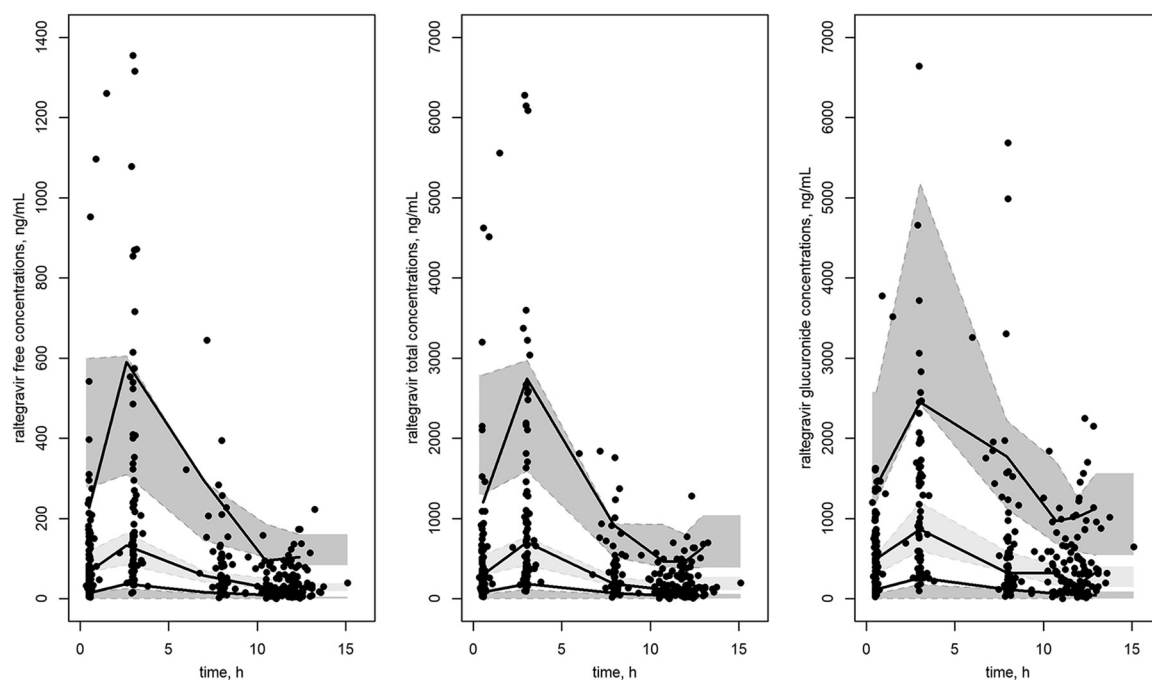 raltegravir free concentrations, ng/mL
1400
1200
1000
800
600
400
200
0
0 5 10 15
time, h
raltegravir total concentrations, ng/mL
7000
6000
5000
4000
3000
2000
1000
0
0 5 10 15
time, h
raltegravir glucuronide concentrations, ng/mL
7000
6000
5000
4000
3000
2000
1000
0
0 5 10 15
time, h